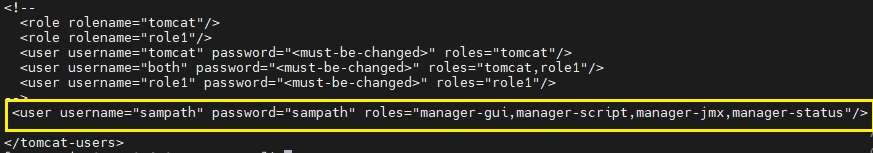 <!--
<role rolename="tomcat"/>
<role rolename="role1"/>
<user username="tomcat" password="<must-be-changed>" roles="tomcat"/>
<user username="both" password="<must-be-changed>" roles="tomcat,role1"/>
<user username="role1" password="<must-be-changed>" roles="role1"/>
-->
<user username="sampath" password="sampath" roles="manager-gui,manager-script,manager-jmx,manager-status"/>
</tomcat-users>